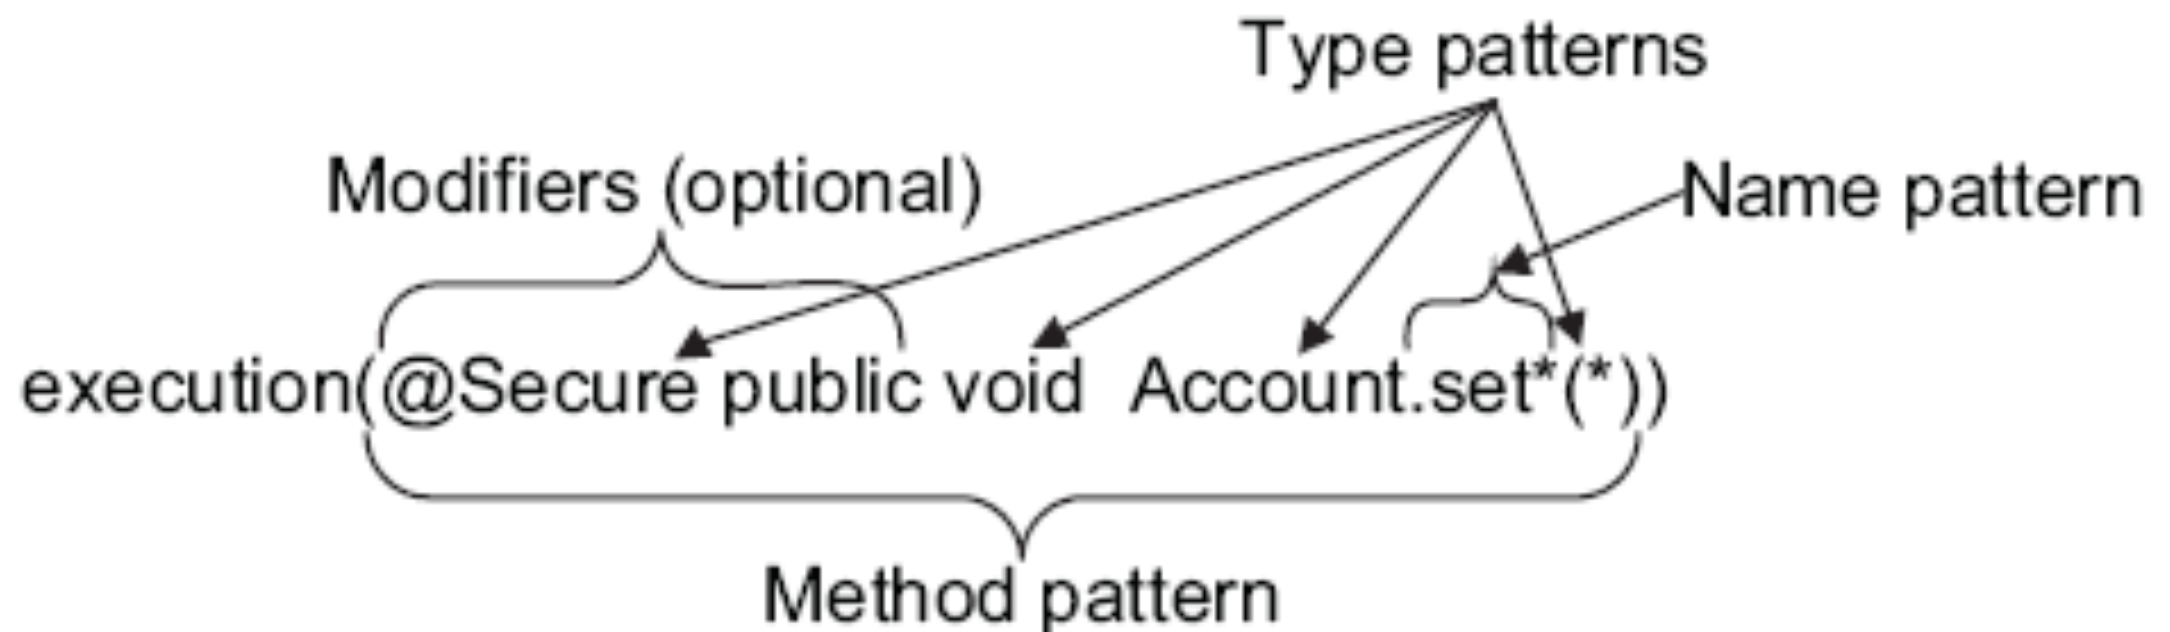 Type patterns
Modifiers (optional)
Name pattern
execution(@Secure public void Account.set*(*))
Method pattern